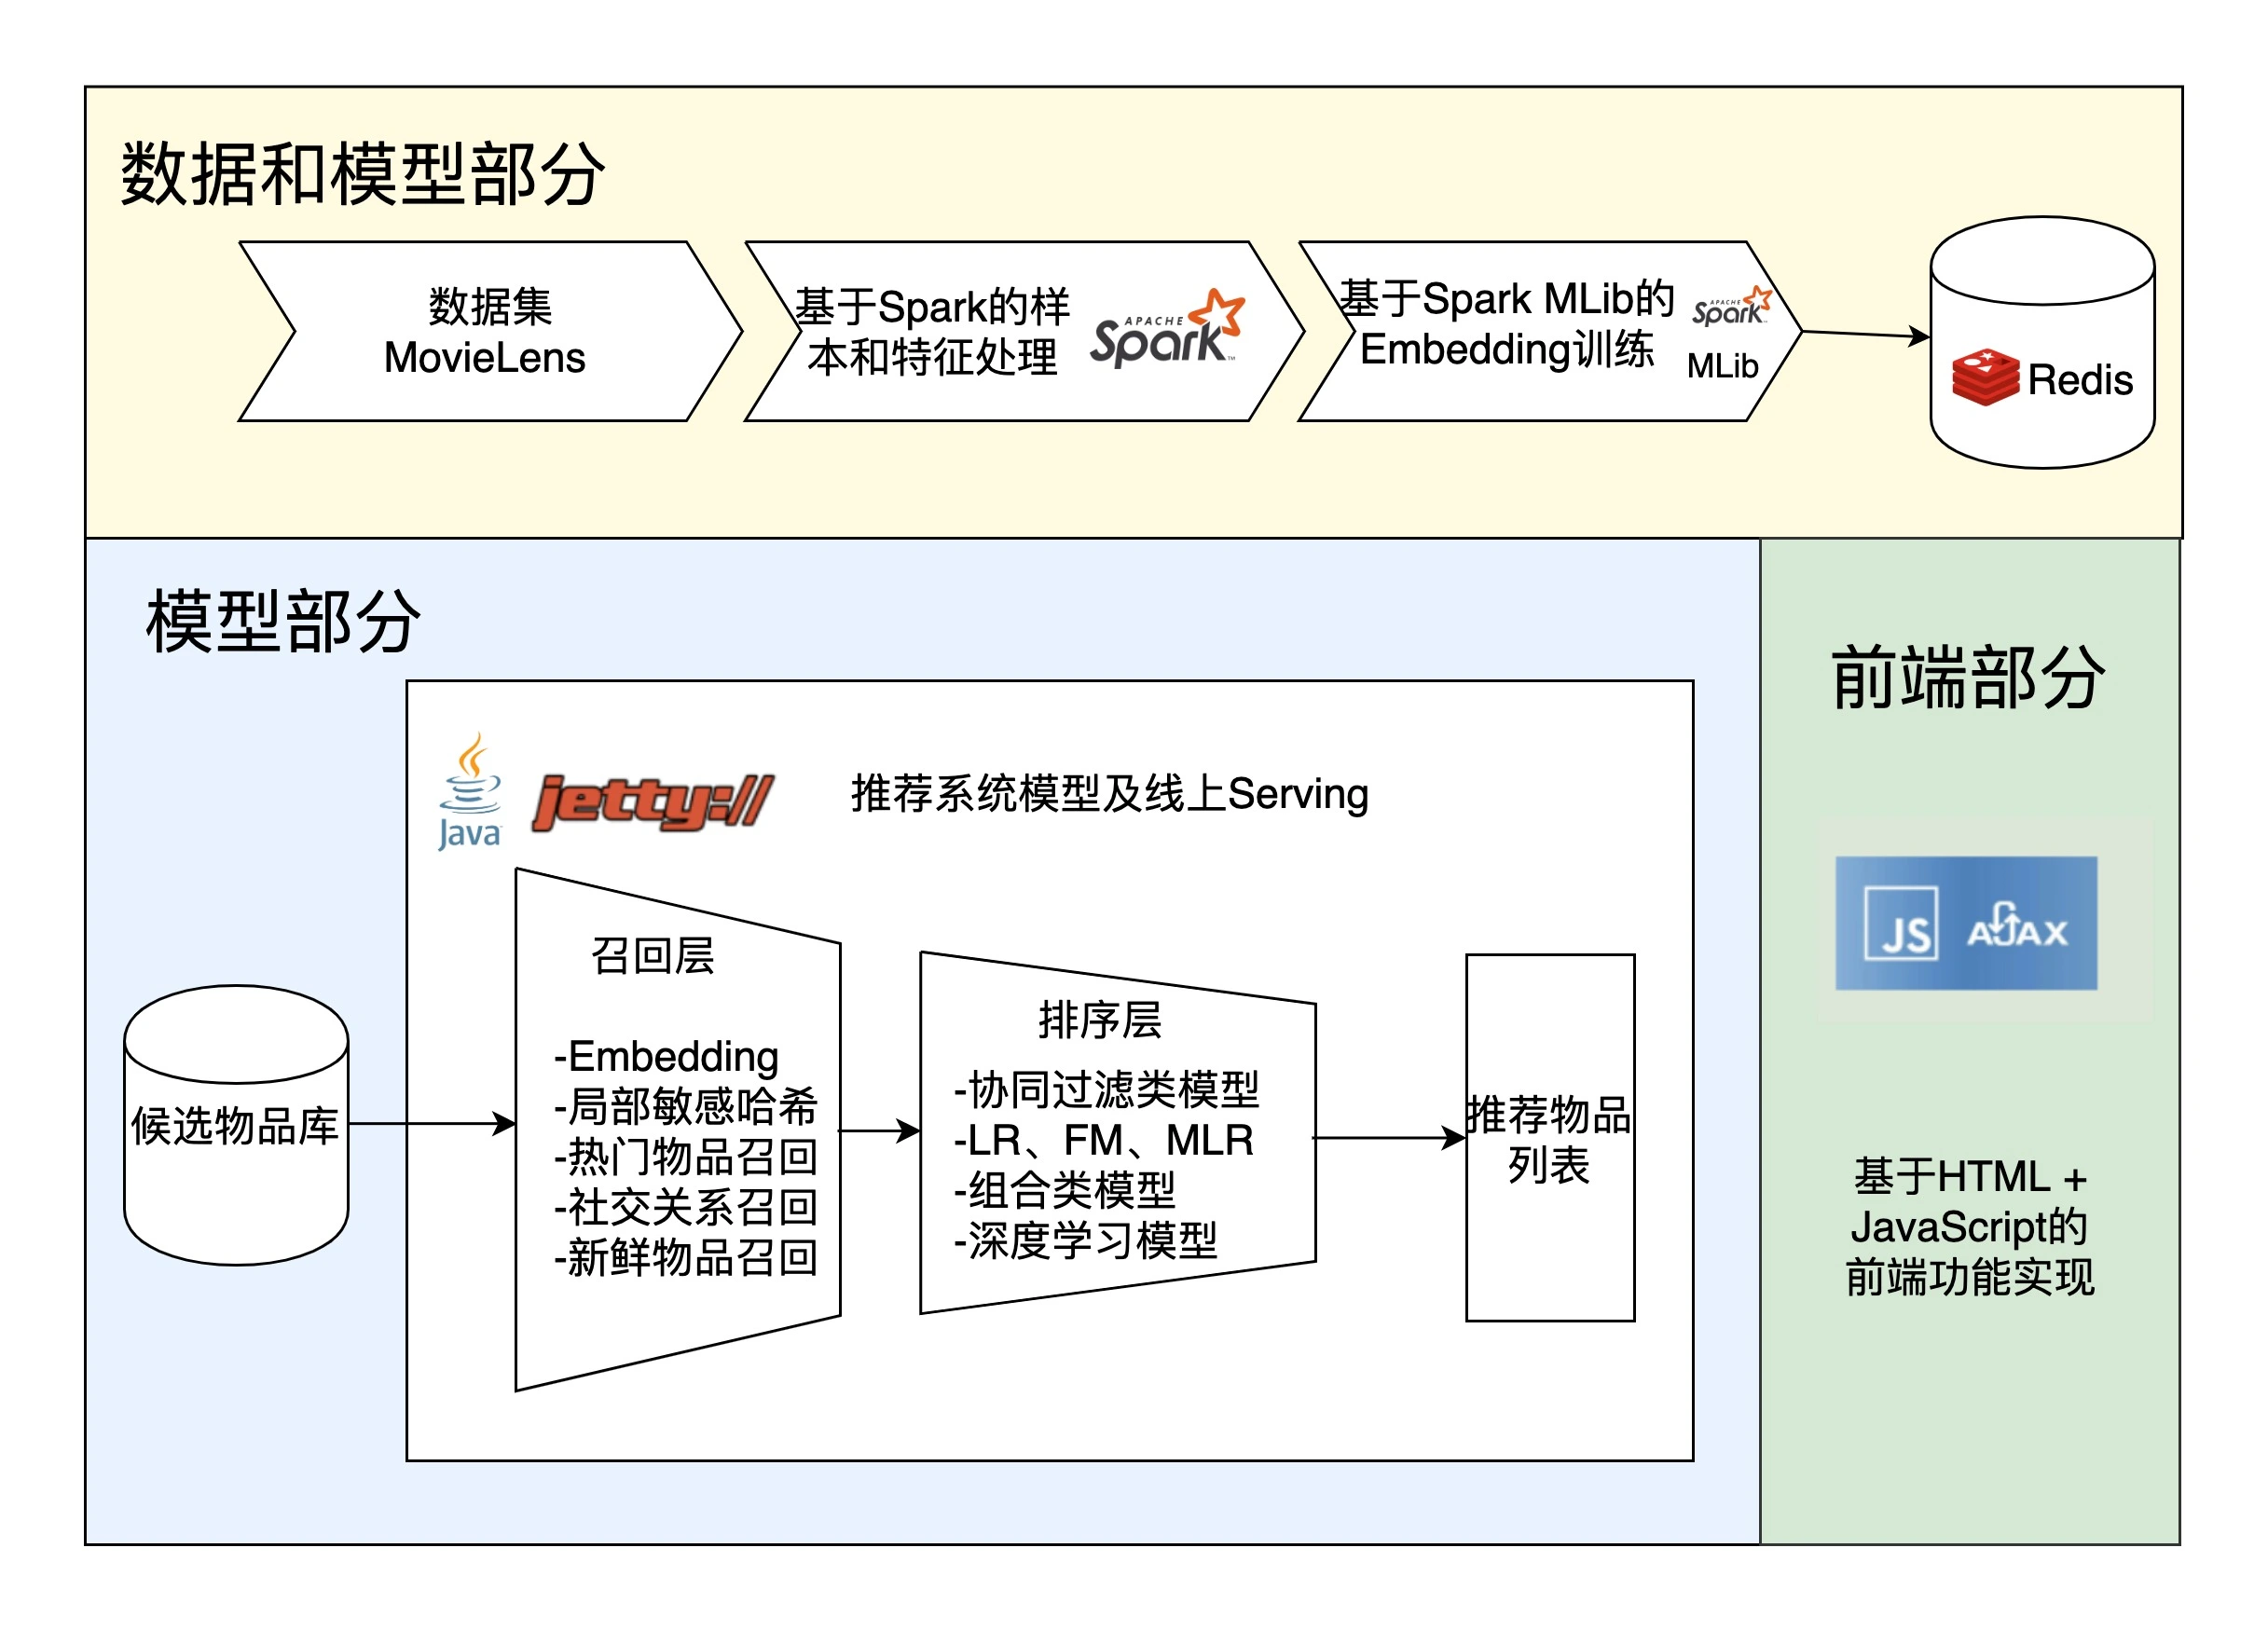 数据和模型部分
数据集
MovieLens
基于Spark的样
本和特征处理
APACHE
Spark™
基于Spark MLib的
Embedding训练
APACHE
Spark
MLib
Redis
模型部分
Java
jetty://
推荐系统模型及线上Serving
候选物品库
召回层
-Embedding
-局部敏感哈希
-热门物品召回
-社交关系召回
-新鲜物品召回
排序层
-协同过滤类模型
-LR、FM、MLR
-组合类模型
-深度学习模型
推荐物品
列表
前端部分
JS
AJAX
基于HTML +
JavaScript的
前端功能实现